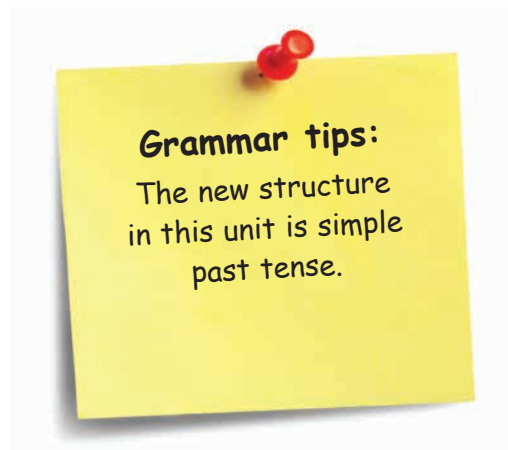 Grammar tips:
The new structure
in this unit is simple
past tense.